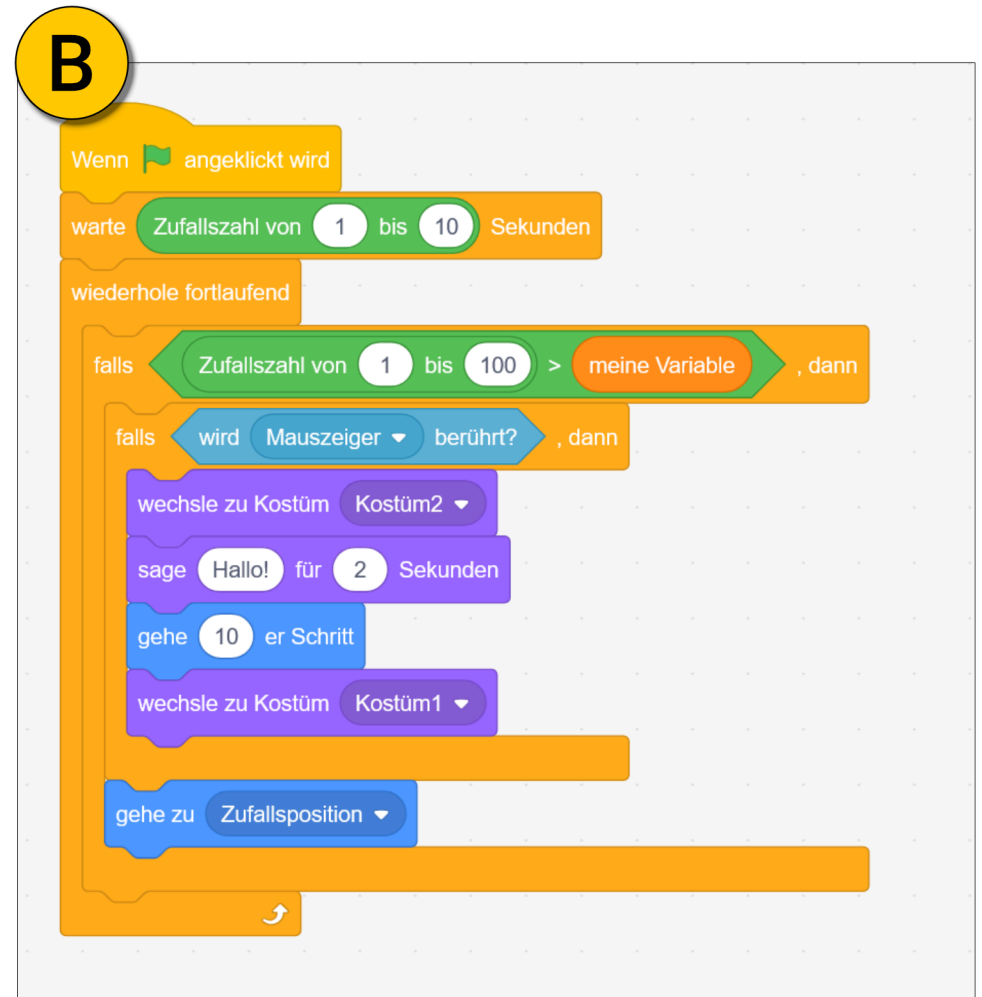 B
Wenn angeklickt wird
warte Zufallszahl von 1 bis 10 Sekunden
wiederhole fortlaufend
falls Zufallszahl von 1 bis 100 > meine Variable , dann
falls wird Mauszeiger berührt? , dann
wechsle zu Kostüm Kostüm2
sage Hallo! für 2 Sekunden
gehe 10 er Schritt
wechsle zu Kostüm Kostüm1
gehe zu Zufallsposition